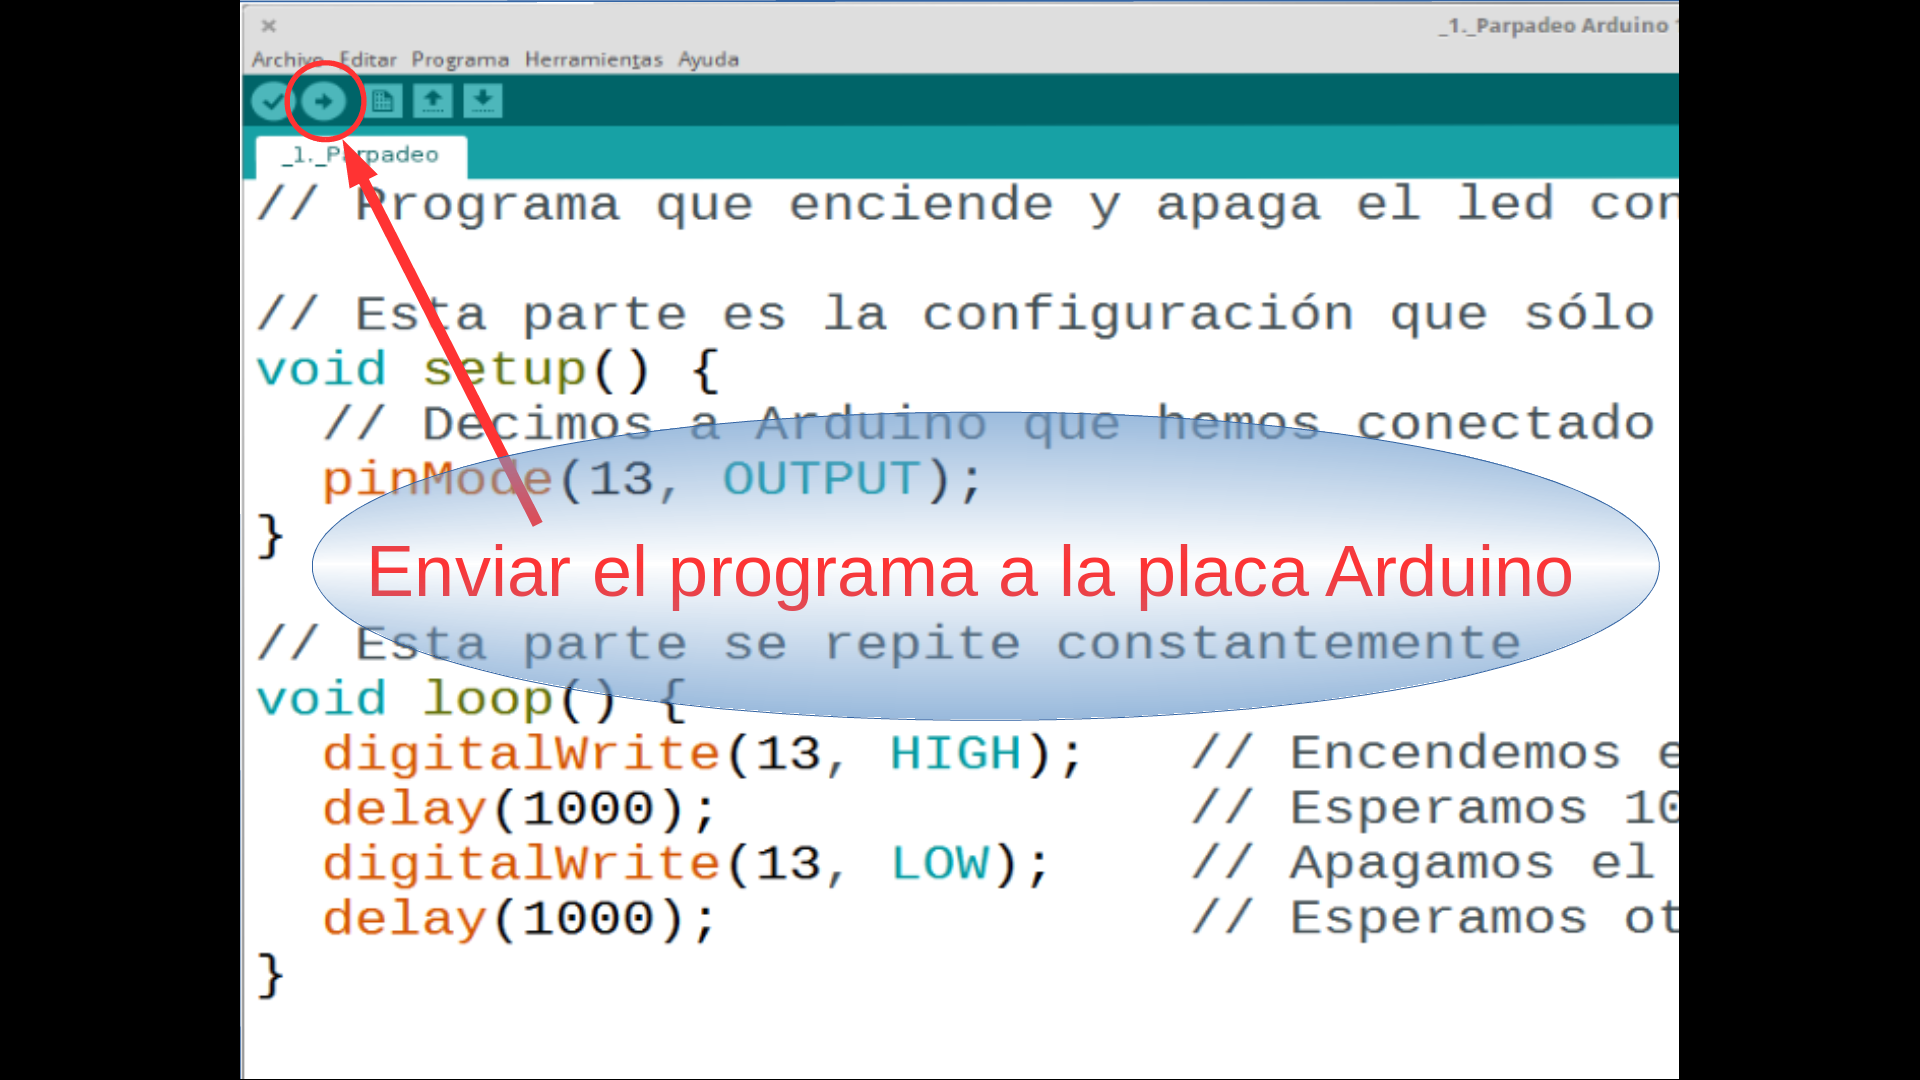 _1._Parpadeo Arduino
Archivo Editar Programa Herramientas Ayuda
_1._Parpadeo
// Programa que enciende y apaga el led con
// Esta parte es la configuración que sólo
void setup() {
// Decimos a Arduino que hemos conectado
pinMode(13, OUTPUT);
}
Enviar el programa a la placa Arduino
// Esta parte se repite constantemente
void loop() {
digitalWrite(13, HIGH); // Encendemos e
delay(1000); // Esperamos 10
digitalWrite(13, LOW); // Apagamos el
delay(1000); // Esperamos ot
}